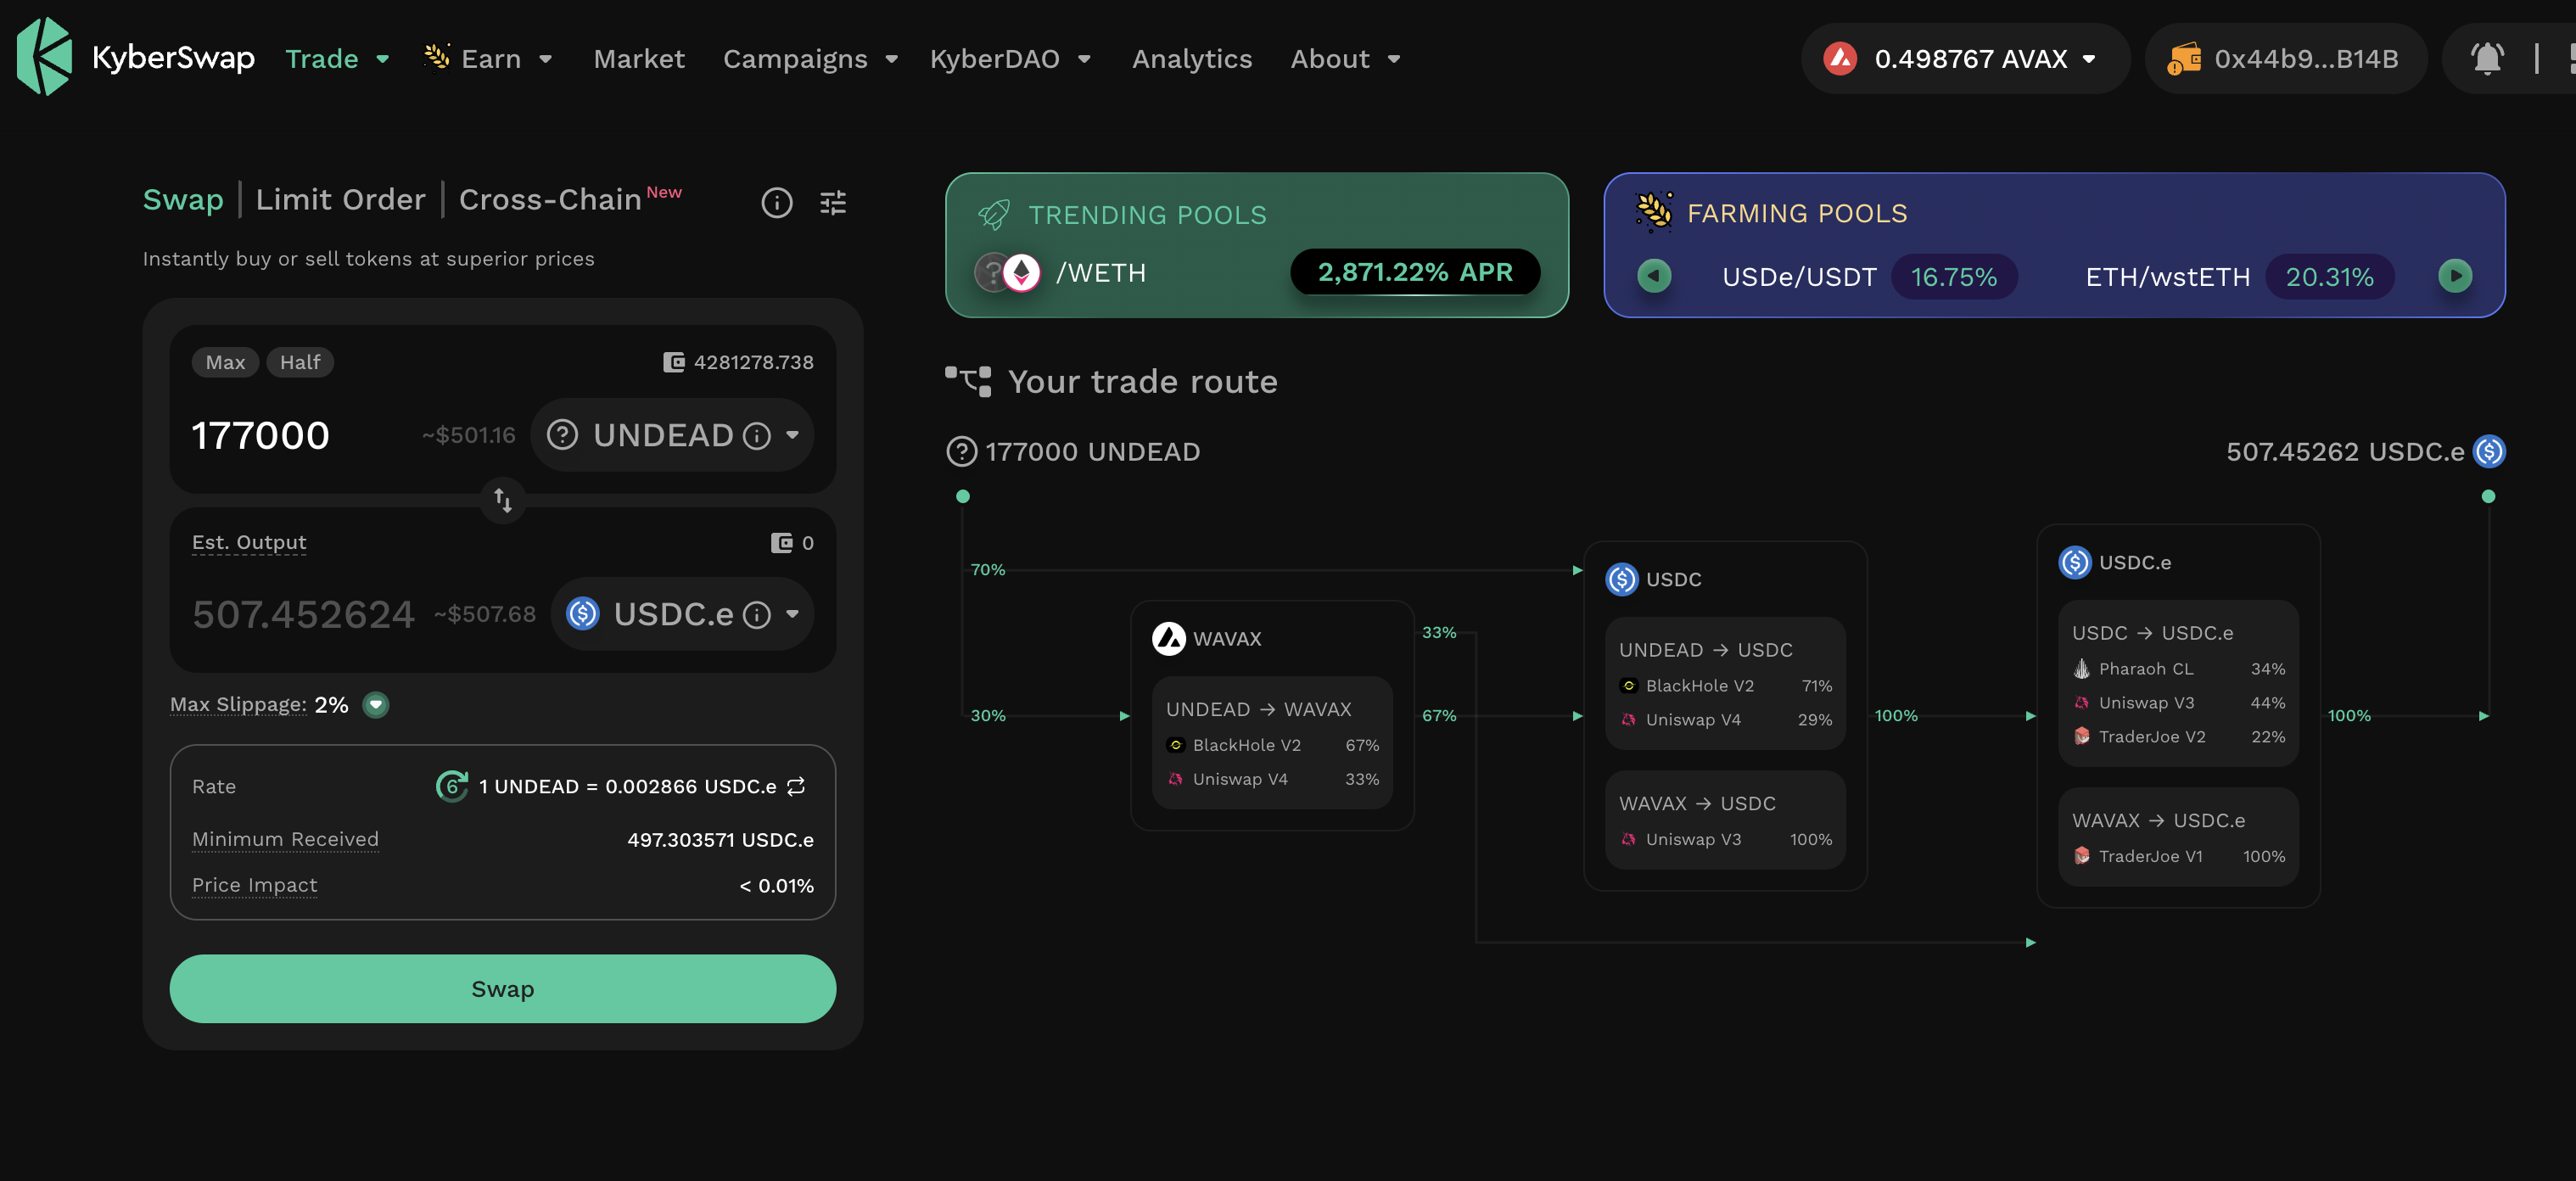 KyberSwap Trade Earn Market Campaigns KyberDAO Analytics About 0.498767 AVAX 0x44b9...B14B
Swap | Limit Order | Cross-Chain New
Instantly buy or sell tokens at superior prices
Max Half 4281278.738
177000 ~$501.16 UNDEAD
Est. Output 0
507.452624 ~$507.68 USDC.e
Max Slippage: 2%
Rate 6 1 UNDEAD = 0.002866 USDC.e
Minimum Received 497.303571 USDC.e
Price Impact < 0.01%
Swap
TRENDING POOLS
/WETH 2,871.22% APR
FARMING POOLS
USDe/USDT 16.75% ETH/wstETH 20.31%
Your trade route
177000 UNDEAD 507.45262 USDC.e
70%
30%
WAVAX
UNDEAD → WAVAX
BlackHole V2 67%
Uniswap V4 33%
33%
67%
USDC
UNDEAD → USDC
BlackHole V2 71%
Uniswap V4 29%
WAVAX → USDC
Uniswap V3 100%
100%
USDC.e
USDC → USDC.e
Pharaoh CL 34%
Uniswap V3 44%
TraderJoe V2 22%
WAVAX → USDC.e
TraderJoe V1 100%
100%